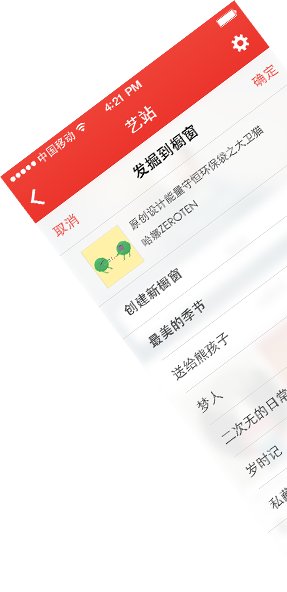 中国移动 4:21 PM
艺站
取消 发掘到橱窗 确定
原创设计能量守恒环保袋之大卫猫
哈娜ZEROTEN
创建新橱窗
最美的季节
送给熊孩子
梦人
二次无的日常
岁时记
私藏